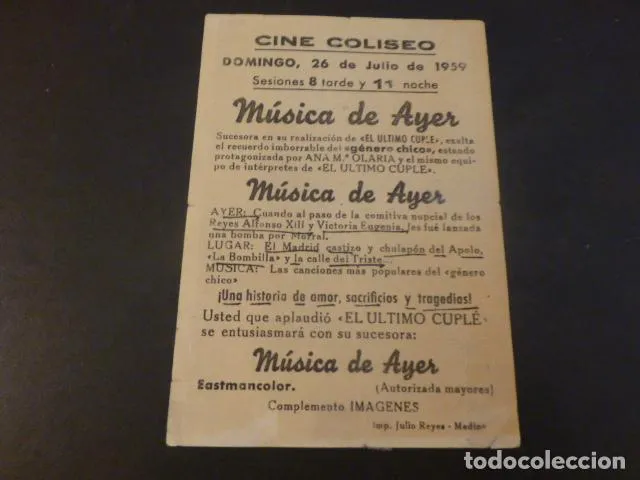 CINE COLISEO
DOMINGO, 26 de Julio de 1959
Sesiones 8 tarde y 11 noche
Música de Ayer
Sucesora en su realización de «EL ULTIMO CUPLE», exalta
el recuerdo imborrable del «género chico», estando
protagonizada por ANA M.ª OLARIA y el mismo equi-
po de intérpretes de «EL ULTIMO CUPLE».
Música de Ayer
AYER: Cuando al paso de la comitiva nupcial de los
Reyes Alfonso XIII y Victoria Eugenia, les fué lanzada
una bomba por Morral.
LUGAR: El Madrid castizo y chulapón del Apolo,
«La Bombilla» y la calle del Triste...
MUSICA: Las canciones más populares del «género
chico»
¡Una historia de amor, sacrificios y tragedias!
Usted que aplaudió «EL ULTIMO CUPLÉ
se entusiasmará con su sucesora:
Música de Ayer
Eastmancolor. (Autorizada mayores)
Complemento IMAGENES
Imp. Julio Reyes - Medina
todocoleccion.net